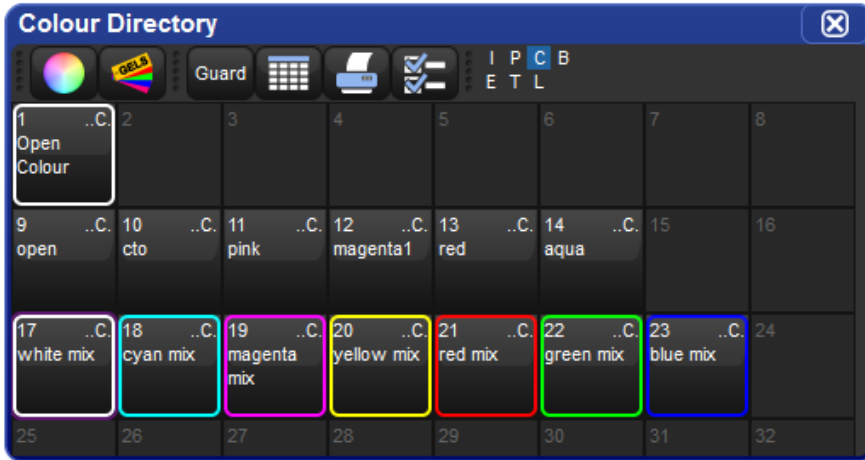 Colour Directory
GELS Guard I P C B
E T L
1 ..C. 2 3 4 5 6 7 8
Open
Colour
9 ..C. 10 ..C. 11 ..C. 12 ..C. 13 ..C. 14 ..C. 15 16
open cto pink magenta1 red aqua
17 ..C. 18 ..C. 19 ..C. 20 ..C. 21 ..C. 22 ..C. 23 ..C. 24
white mix cyan mix magenta yellow mix red mix green mix blue mix
mix
25 26 27 28 29 30 31 32